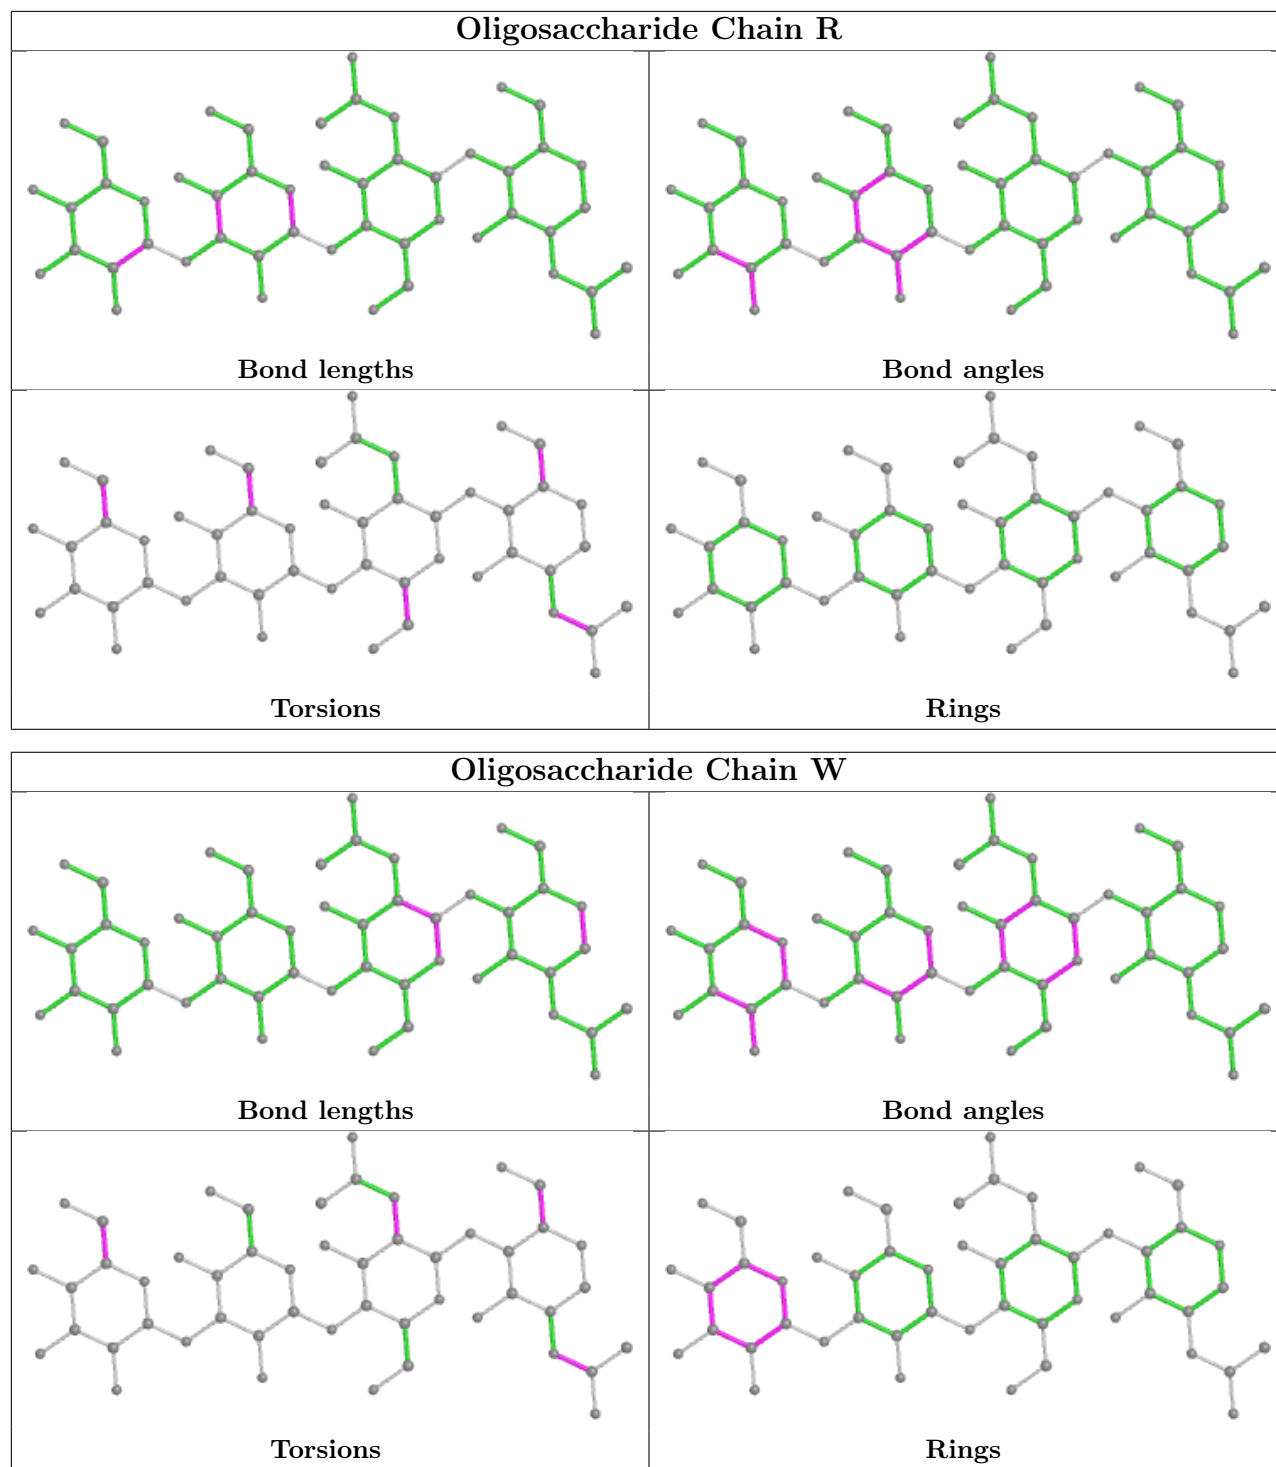 Oligosaccharide Chain R
Bond lengths
Bond angles
Torsions
Rings
Oligosaccharide Chain W
Bond lengths
Bond angles
Torsions
Rings